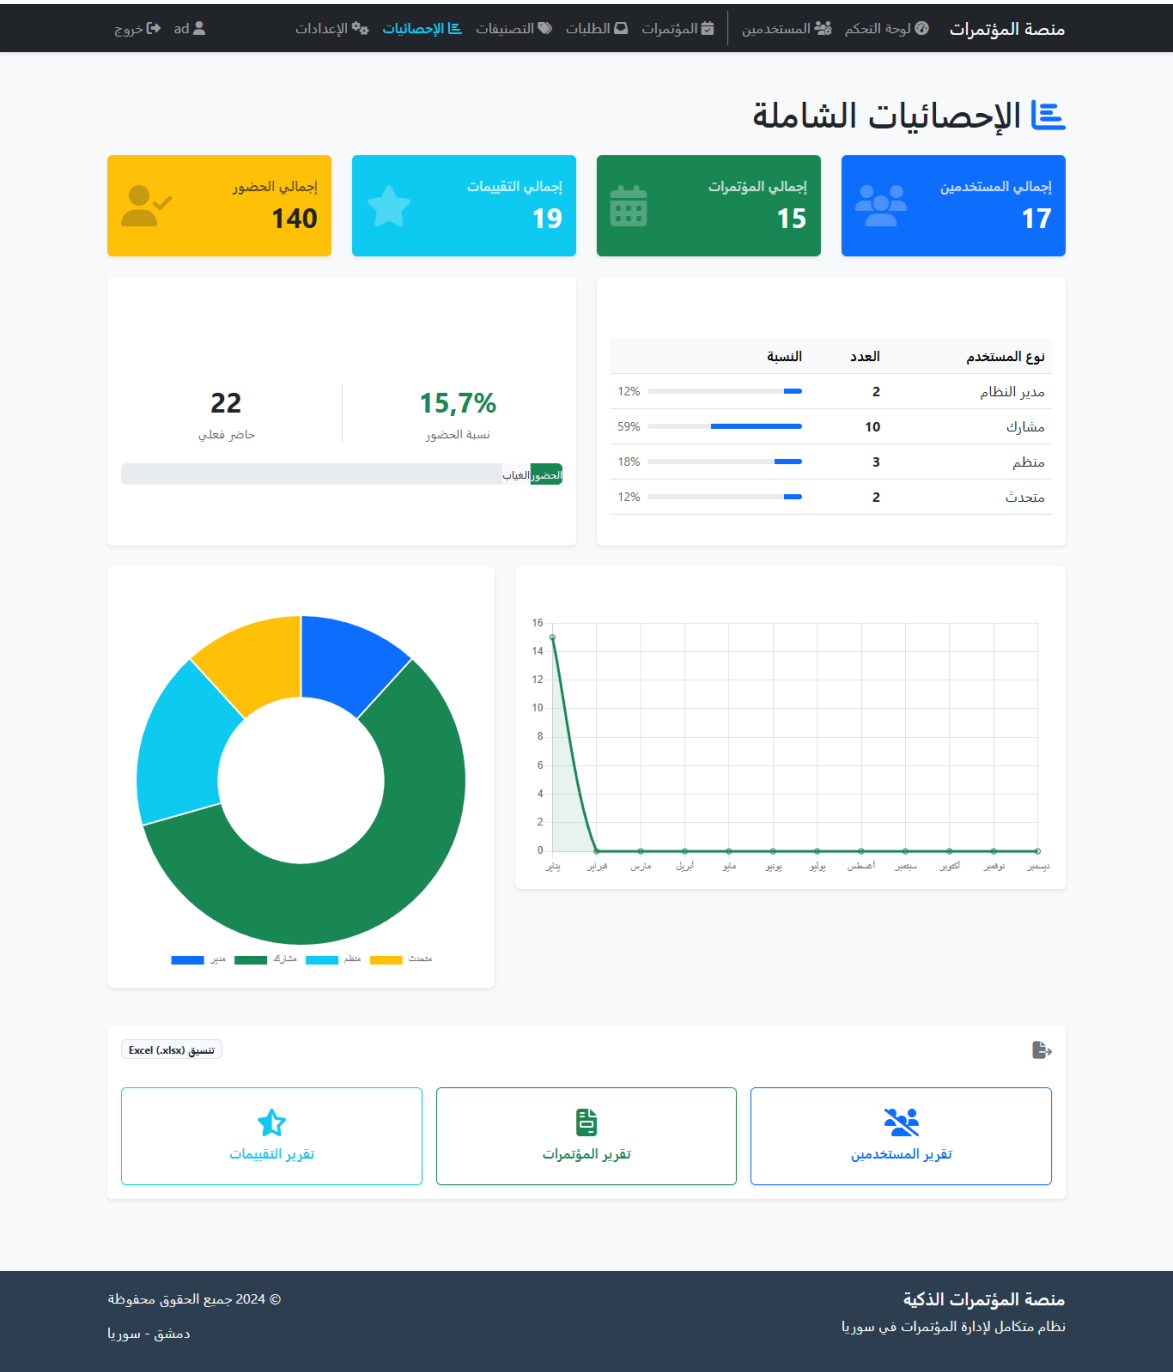 منصة المؤتمرات
لوحة التحكم
المستخدمين
المؤتمرات
الطلبات
التصنيفات
الإحصائيات
الإعدادات
ad
خروج
الإحصائيات الشاملة
إجمالي المستخدمين
17
إجمالي المؤتمرات
15
إجمالي التقييمات
19
إجمالي الحضور
140
نوع المستخدم العدد النسبة
مدير النظام 2 12%
مشارك 10 59%
منظم 3 18%
متحدث 2 12%
15,7%
نسبة الحضور
22
حاضر فعلي
الحضور
الغياب
16
14
12
10
8
6
4
2
0
يناير فبراير مارس أبريل مايو يونيو يوليو أغسطس سبتمبر أكتوبر نوفمبر ديسمبر
مدير مشارك منظم متحدث
تنسيق Excel (.xlsx)
تقرير المستخدمين
تقرير المؤتمرات
تقرير التقييمات
منصة المؤتمرات الذكية
نظام متكامل لإدارة المؤتمرات في سوريا
© 2024 جميع الحقوق محفوظة
دمشق - سوريا